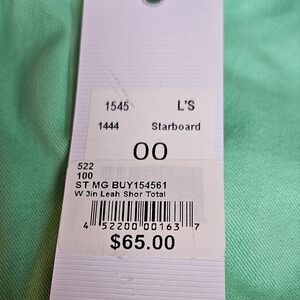 1545 L'S
1444 Starboard
00
522
100
ST MG BUY154561
W 3in Leah Shor Total
4 52200 00163 7
$65.00